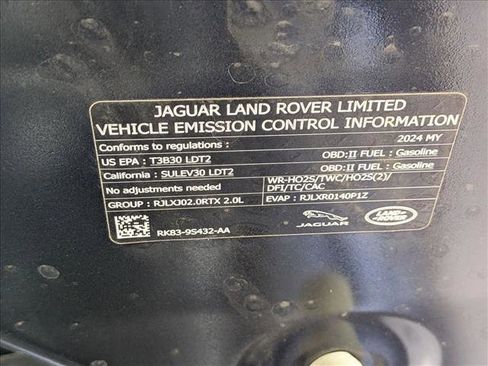 JAGUAR LAND ROVER LIMITED
VEHICLE EMISSION CONTROL INFORMATION
Conforms to regulations : 2024 MY
US EPA : T3B30 LDT2 OBD:II FUEL : Gasoline
California : SULEV30 LDT2 OBD:II FUEL : Gasoline
No adjustments needed WR-HO2S/TWC/HO2S(2)/
DFI/TC/CAC
GROUP : RJLXJ02.0RTX 2.0L EVAP : RJLXR0140P1Z
RK83-9S432-AA
JAGUAR
LAND ROVER